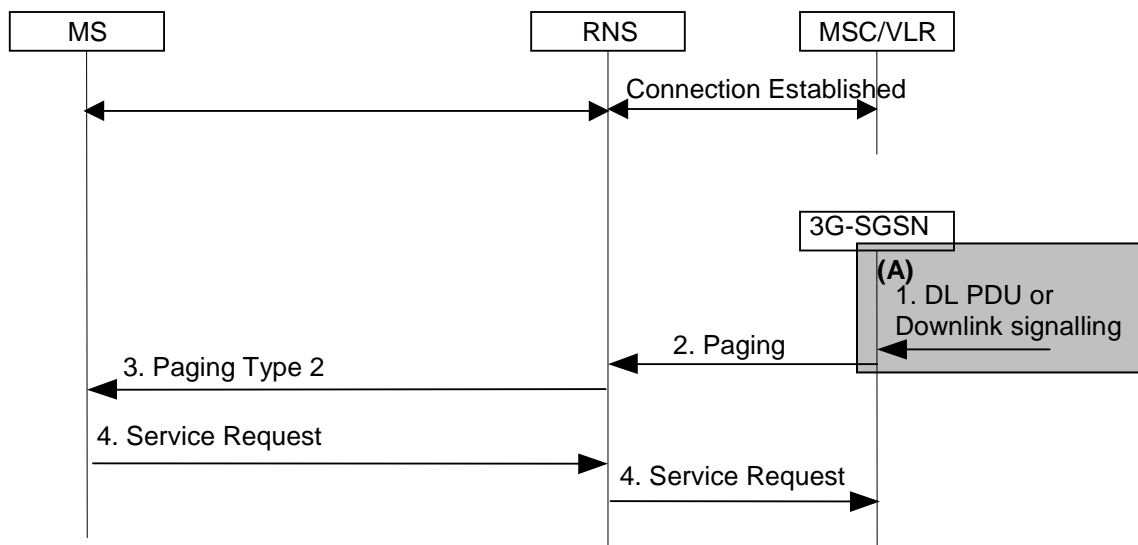 MS
RNS
MSC/VLR
Connection Established
3G-SGSN
(A)
1. DL PDU or
Downlink signalling
2. Paging
3. Paging Type 2
4. Service Request
4. Service Request